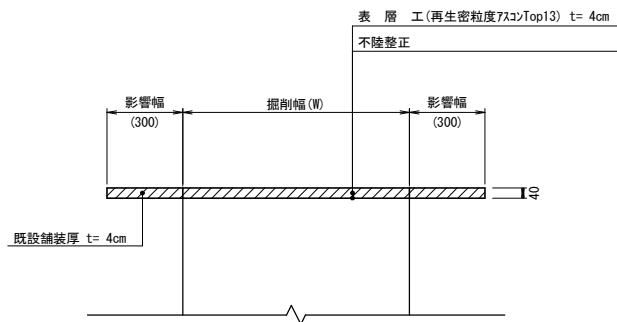 表 層 工(再生密粒度ｱｽｺﾝTop13) t= 4cm
不陸整正
影響幅
(300)
掘削幅(W)
影響幅
(300)
40
既設舗装厚 t= 4cm